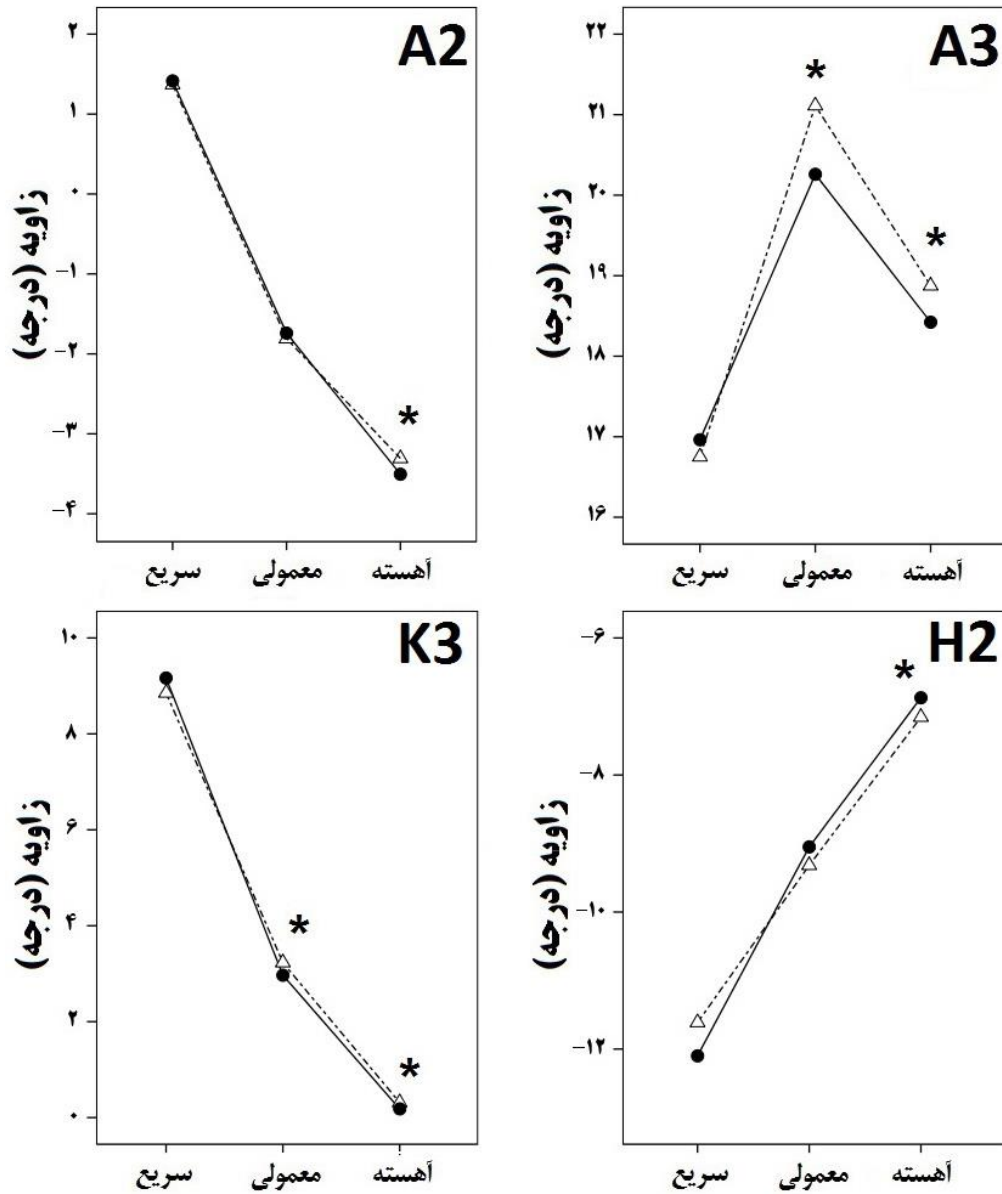 A2
۲
۱
۰
−۱
−۲
−۳
−۴
زاویه (درجه)
*
سریع معمولی آهسته
A3
۲۲
۲۱
۲۰
۱۹
۱۸
۱۷
۱۶
زاویه (درجه)
*
*
سریع معمولی آهسته
K3
۱۰
۸
۶
۴
۲
۰
زاویه (درجه)
*
*
سریع معمولی آهسته
H2
−۶
−۸
−۱۰
−۱۲
زاویه (درجه)
*
سریع معمولی آهسته